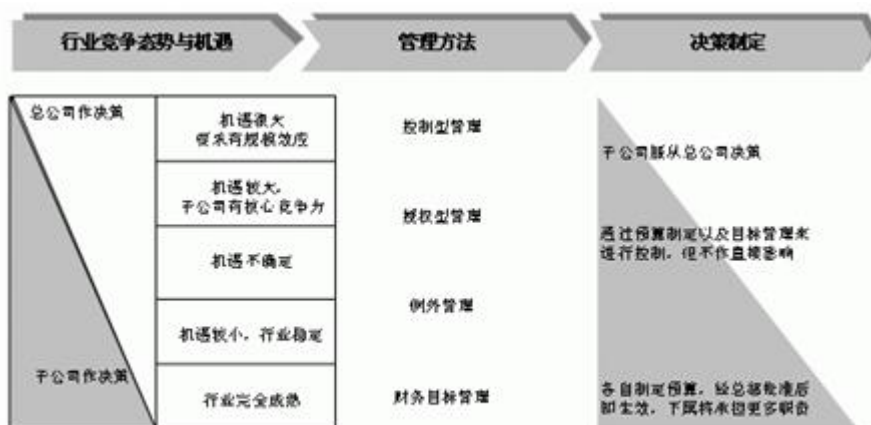 行业竞争态势与机遇
管理方法
决策制定
总公司作决策
子公司作决策
机遇很大
要求有规模效应
机遇较大，
子公司有核心竞争力
机遇不确定
机遇较小，行业稳定
行业完全成熟
控制型管理
授权型管理
例外管理
财务目标管理
子公司服从总公司决策
通过预算制定以及目标管理来
进行控制，但不作直接影响
各自制定预算，经总部批准后
即生效，下属将承担更多职责